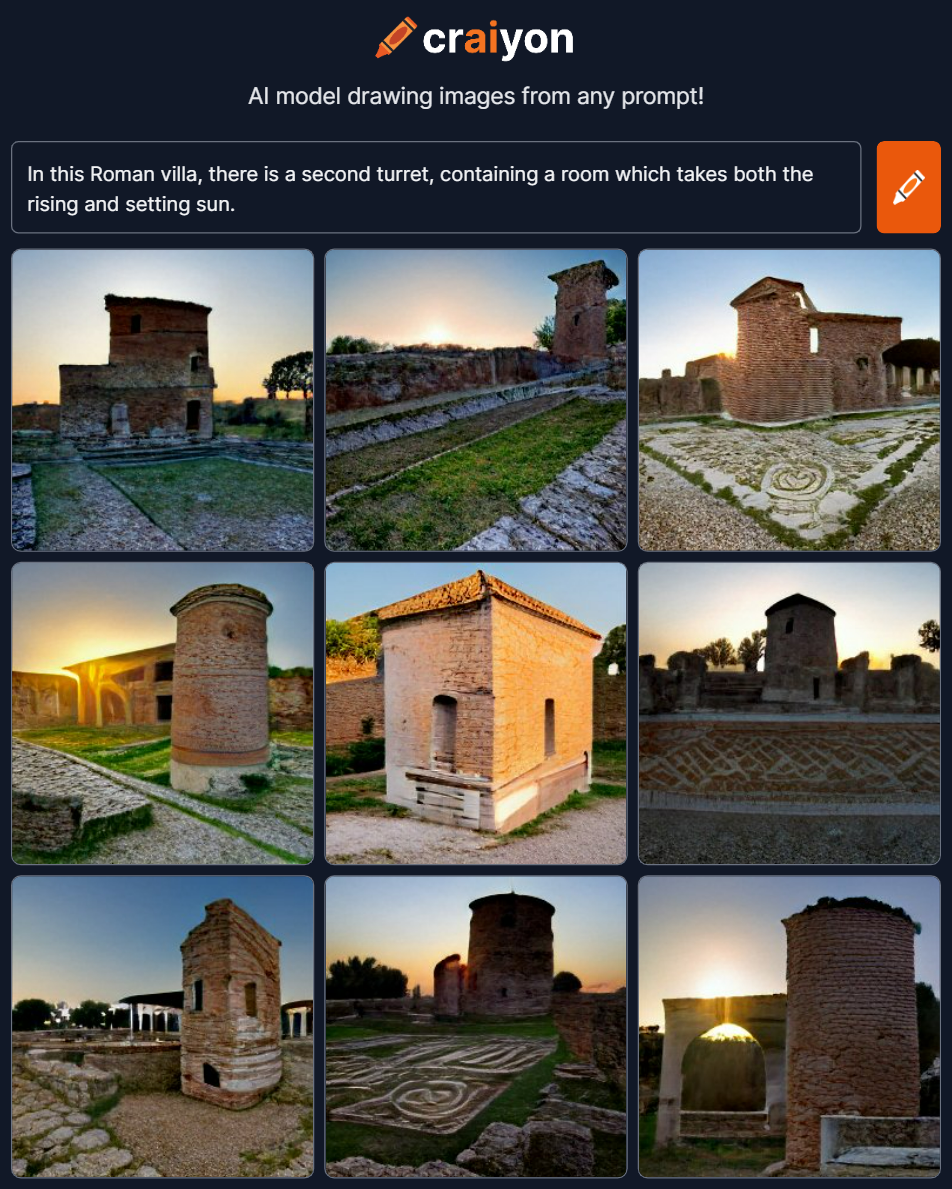 craiyon
AI model drawing images from any prompt!
In this Roman villa, there is a second turret, containing a room which takes both the
rising and setting sun.